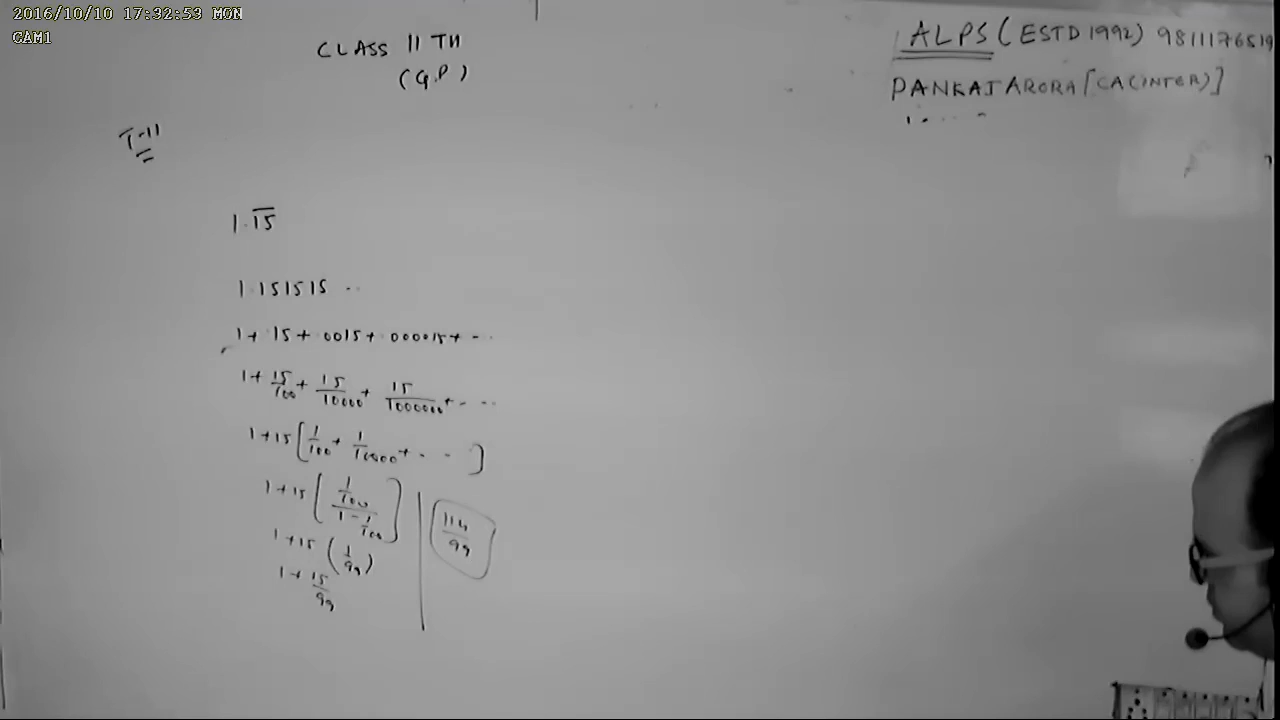 2016/10/10 17:32:53 MON
CAM1
CLASS 11 TH
(G.P)
ALPS (ESTD 1992) 9811176519
PANKAJ ARORA [CA(INTER)]
T-11
1.1̅5̅
1.151515 ..
1+ 15 + 0015 + 000015 + - ..
1 + 15/100 + 15/10000 + 15/1000000 + - ...
1+15 [1/100 + 1/10000 + - - ]
1+15 [ (1/100) / (1 - 1/100) ]
1+15 (1/99)
1+ 15/99
114/99